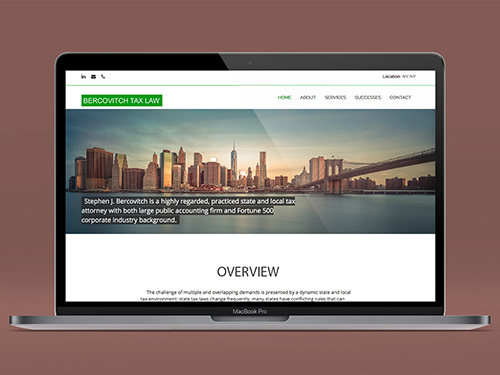 Location: NY, NY
BERCOVITCH TAX LAW
HOME ABOUT SERVICES SUCCESSES CONTACT
Stephen J. Bercovitch is a highly regarded, practiced state and local tax
attorney with both large public accounting firm and Fortune 500
corporate industry background.
OVERVIEW
The challenge of multiple and overlapping demands is presented by a dynamic state and local
tax environment: state tax laws change frequently, many states have conflicting rules that can
MacBook Pro